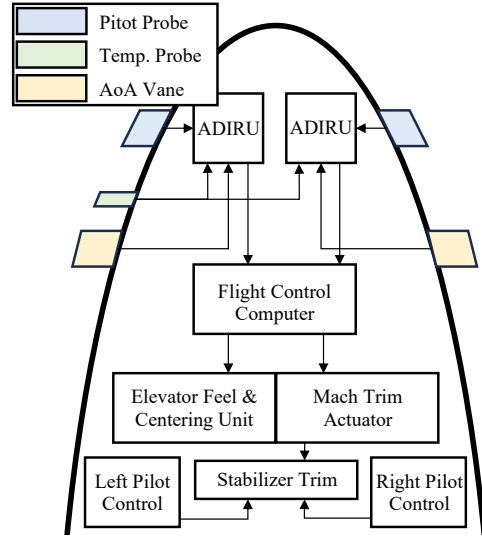 Pitot Probe
Temp. Probe
AoA Vane
ADIRU
ADIRU
Flight Control
Computer
Elevator Feel &
Centering Unit
Mach Trim
Actuator
Left Pilot
Control
Stabilizer Trim
Right Pilot
Control